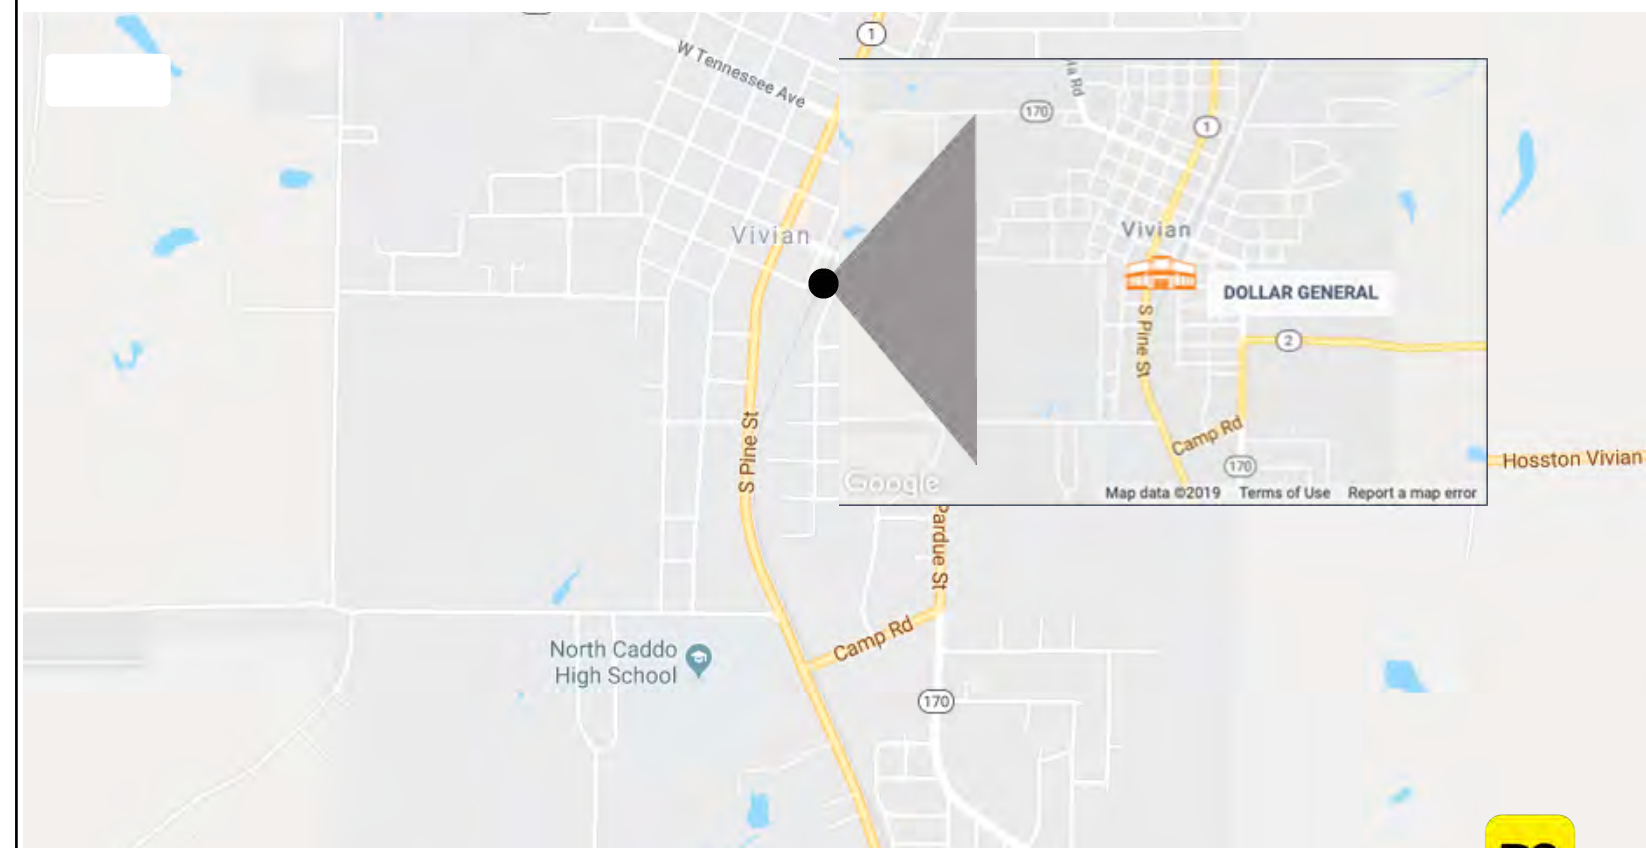 1
W Tennessee Ave
170
1
Vivian
Vivian
DOLLAR GENERAL
S Pine St
2
Camp Rd
170
Google
Map data ©2019 Terms of Use Report a map error
S Pine St
Hosston Vivian
Pardue St
Camp Rd
North Caddo
High School
170